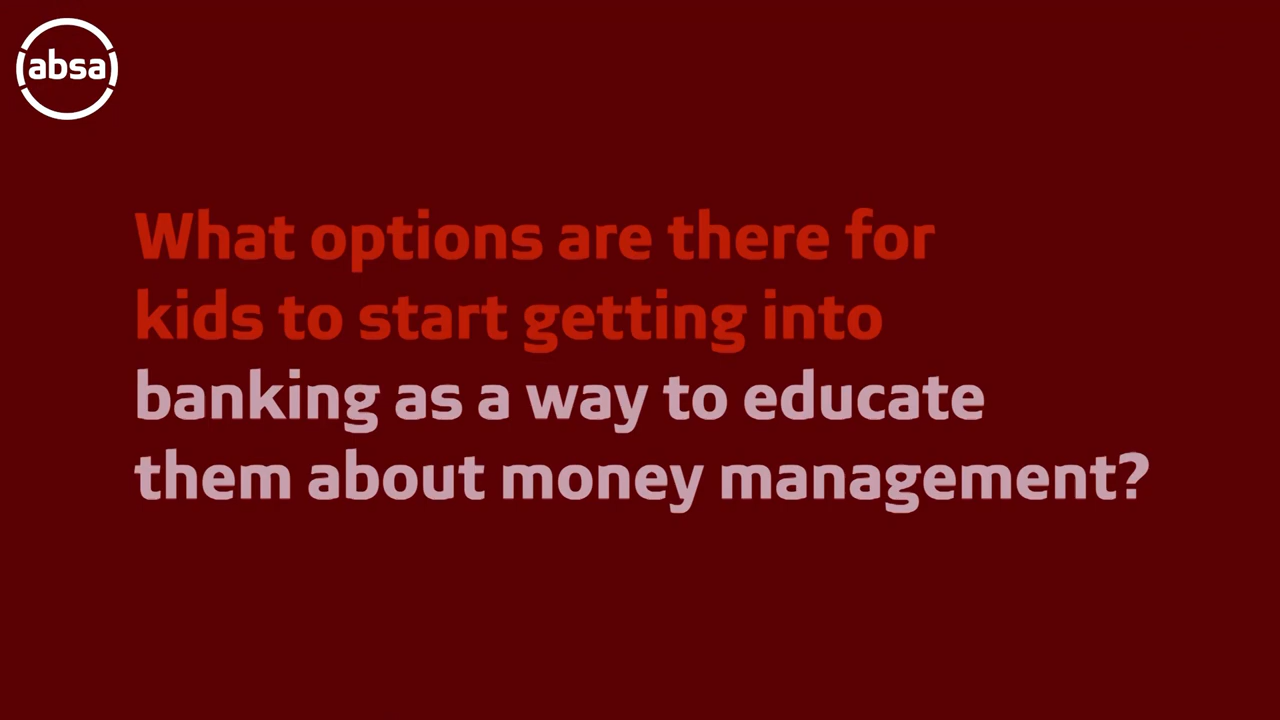 absa
What options are there for
kids to start getting into
banking as a way to educate
them about money management?